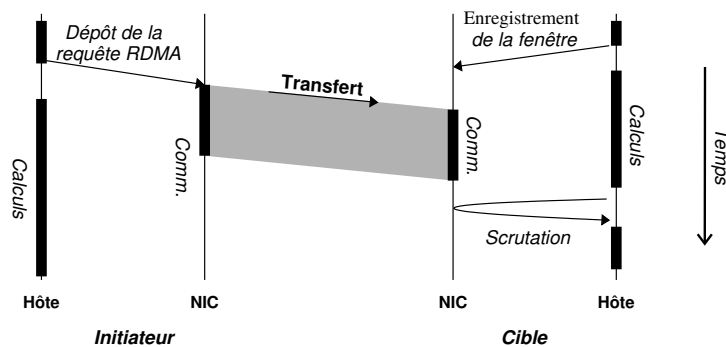 Dépôt de la
requête RDMA
Enregistrement
de la fenêtre
Transfert
Calculs
Comm.
Comm.
Calculs
Temps
Scrutation
Hôte
NIC
NIC
Hôte
Initiateur
Cible